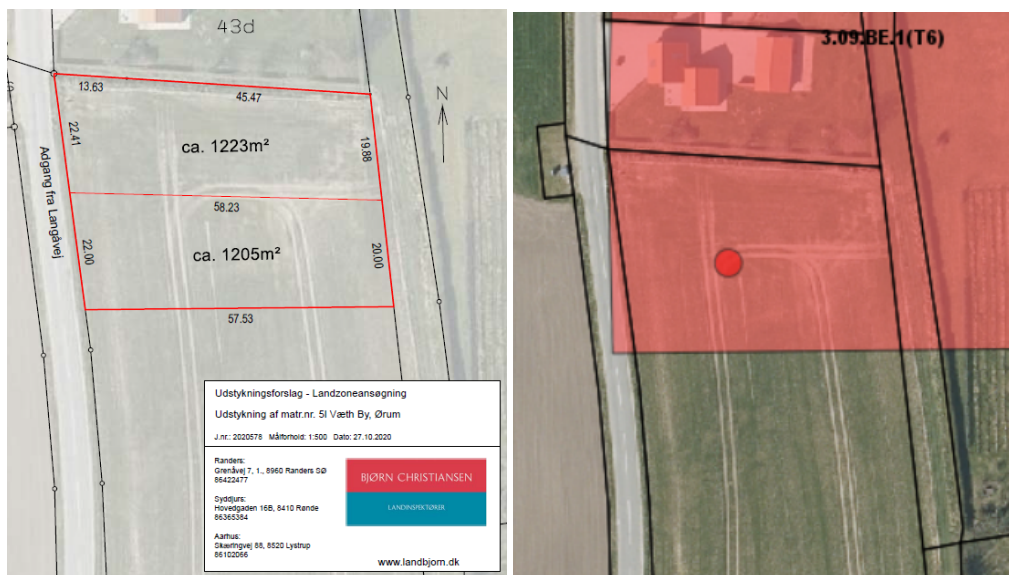 43d
13.63
45.47
N
22.41
19.88
ca. 1223m²
Adgang fra Langåvej
58.23
22.00
20.00
ca. 1205m²
57.53
Udstykningsforslag - Landzoneansøgning
Udstykning af matr.nr. 5l Væth By, Ørum
J.nr.: 2020578 Målforhold: 1:500 Dato: 27.10.2020
Randers:
Grenåvej 7, 1., 8960 Randers SØ
86422477
Syddjurs:
Hovedgaden 16B, 8410 Rønde
86365384
Aarhus:
Skæringvej 88, 8520 Lystrup
86102066
BJØRN CHRISTIANSEN
LANDINSPEKTØRER
www.landbjorn.dk
3.09.BE.1(T6)